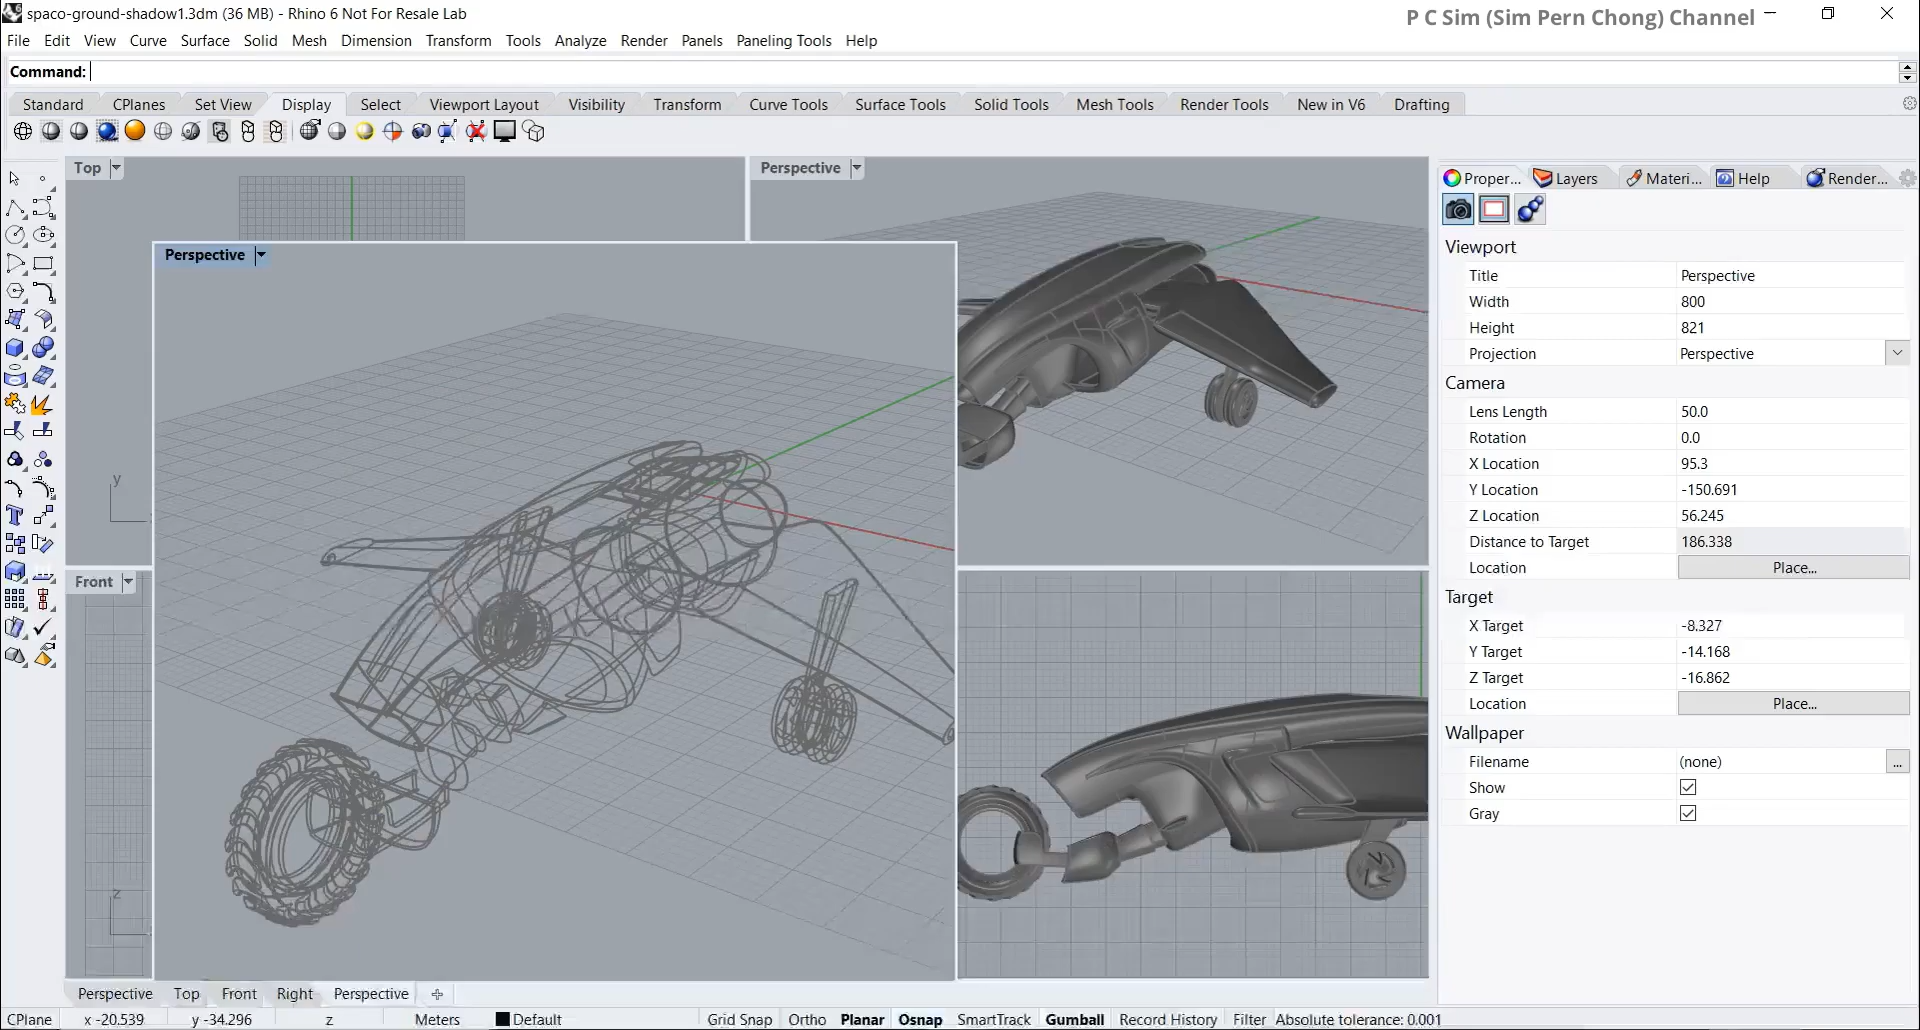 spaco-ground-shadow1.3dm (36 MB) - Rhino 6 Not For Resale Lab
P C Sim (Sim Pern Chong) Channel
File Edit View Curve Surface Solid Mesh Dimension Transform Tools Analyze Render Panels Paneling Tools Help
Command:
Standard CPlanes Set View Display Select Viewport Layout Visibility Transform Curve Tools Surface Tools Solid Tools Mesh Tools Render Tools New in V6 Drafting
Top
Perspective
Proper... Layers Materi... Help Render...
Perspective
Viewport
Title Perspective
Width 800
Height 821
Projection Perspective
Camera
Lens Length 50.0
Rotation 0.0
X Location 95.3
Y Location -150.691
Z Location 56.245
Distance to Target 186.338
Location Place...
Target
X Target -8.327
Y Target -14.168
Z Target -16.862
Location Place...
Wallpaper
Filename (none) ...
Show
Gray
y
Front
z
Perspective Top Front Right Perspective
CPlane x -20.539 y -34.296 z Meters Default Grid Snap Ortho Planar Osnap SmartTrack Gumball Record History Filter Absolute tolerance: 0.001